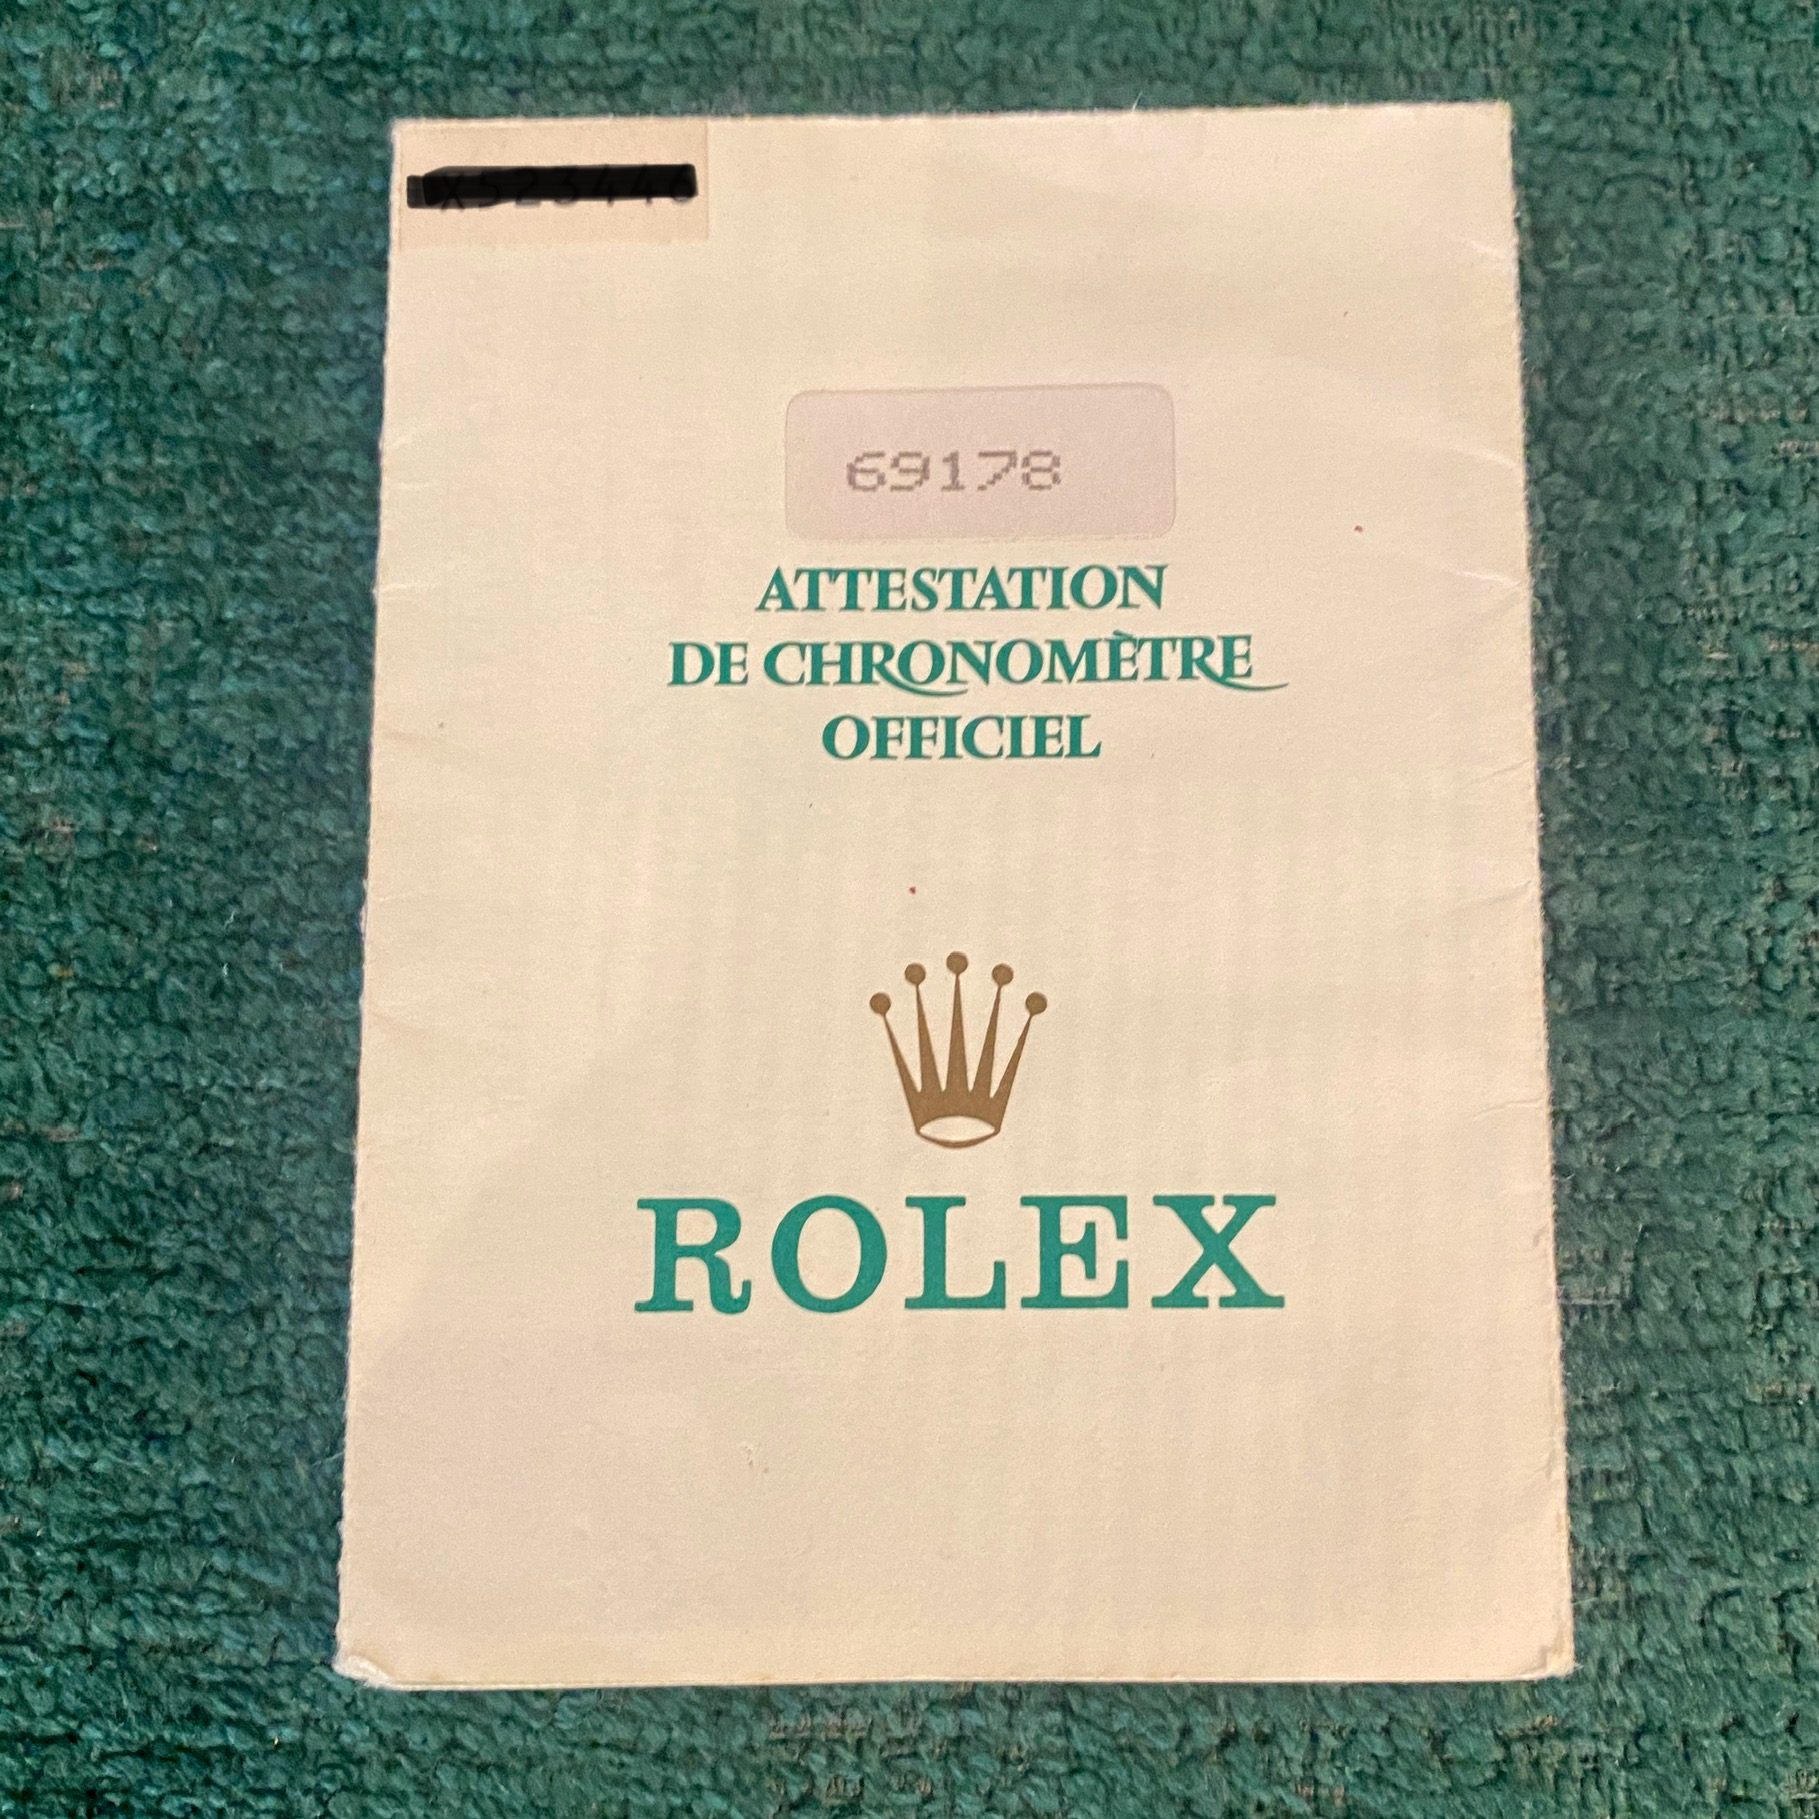 69178
ATTESTATION
DE CHRONOMÈTRE
OFFICIEL
ROLEX